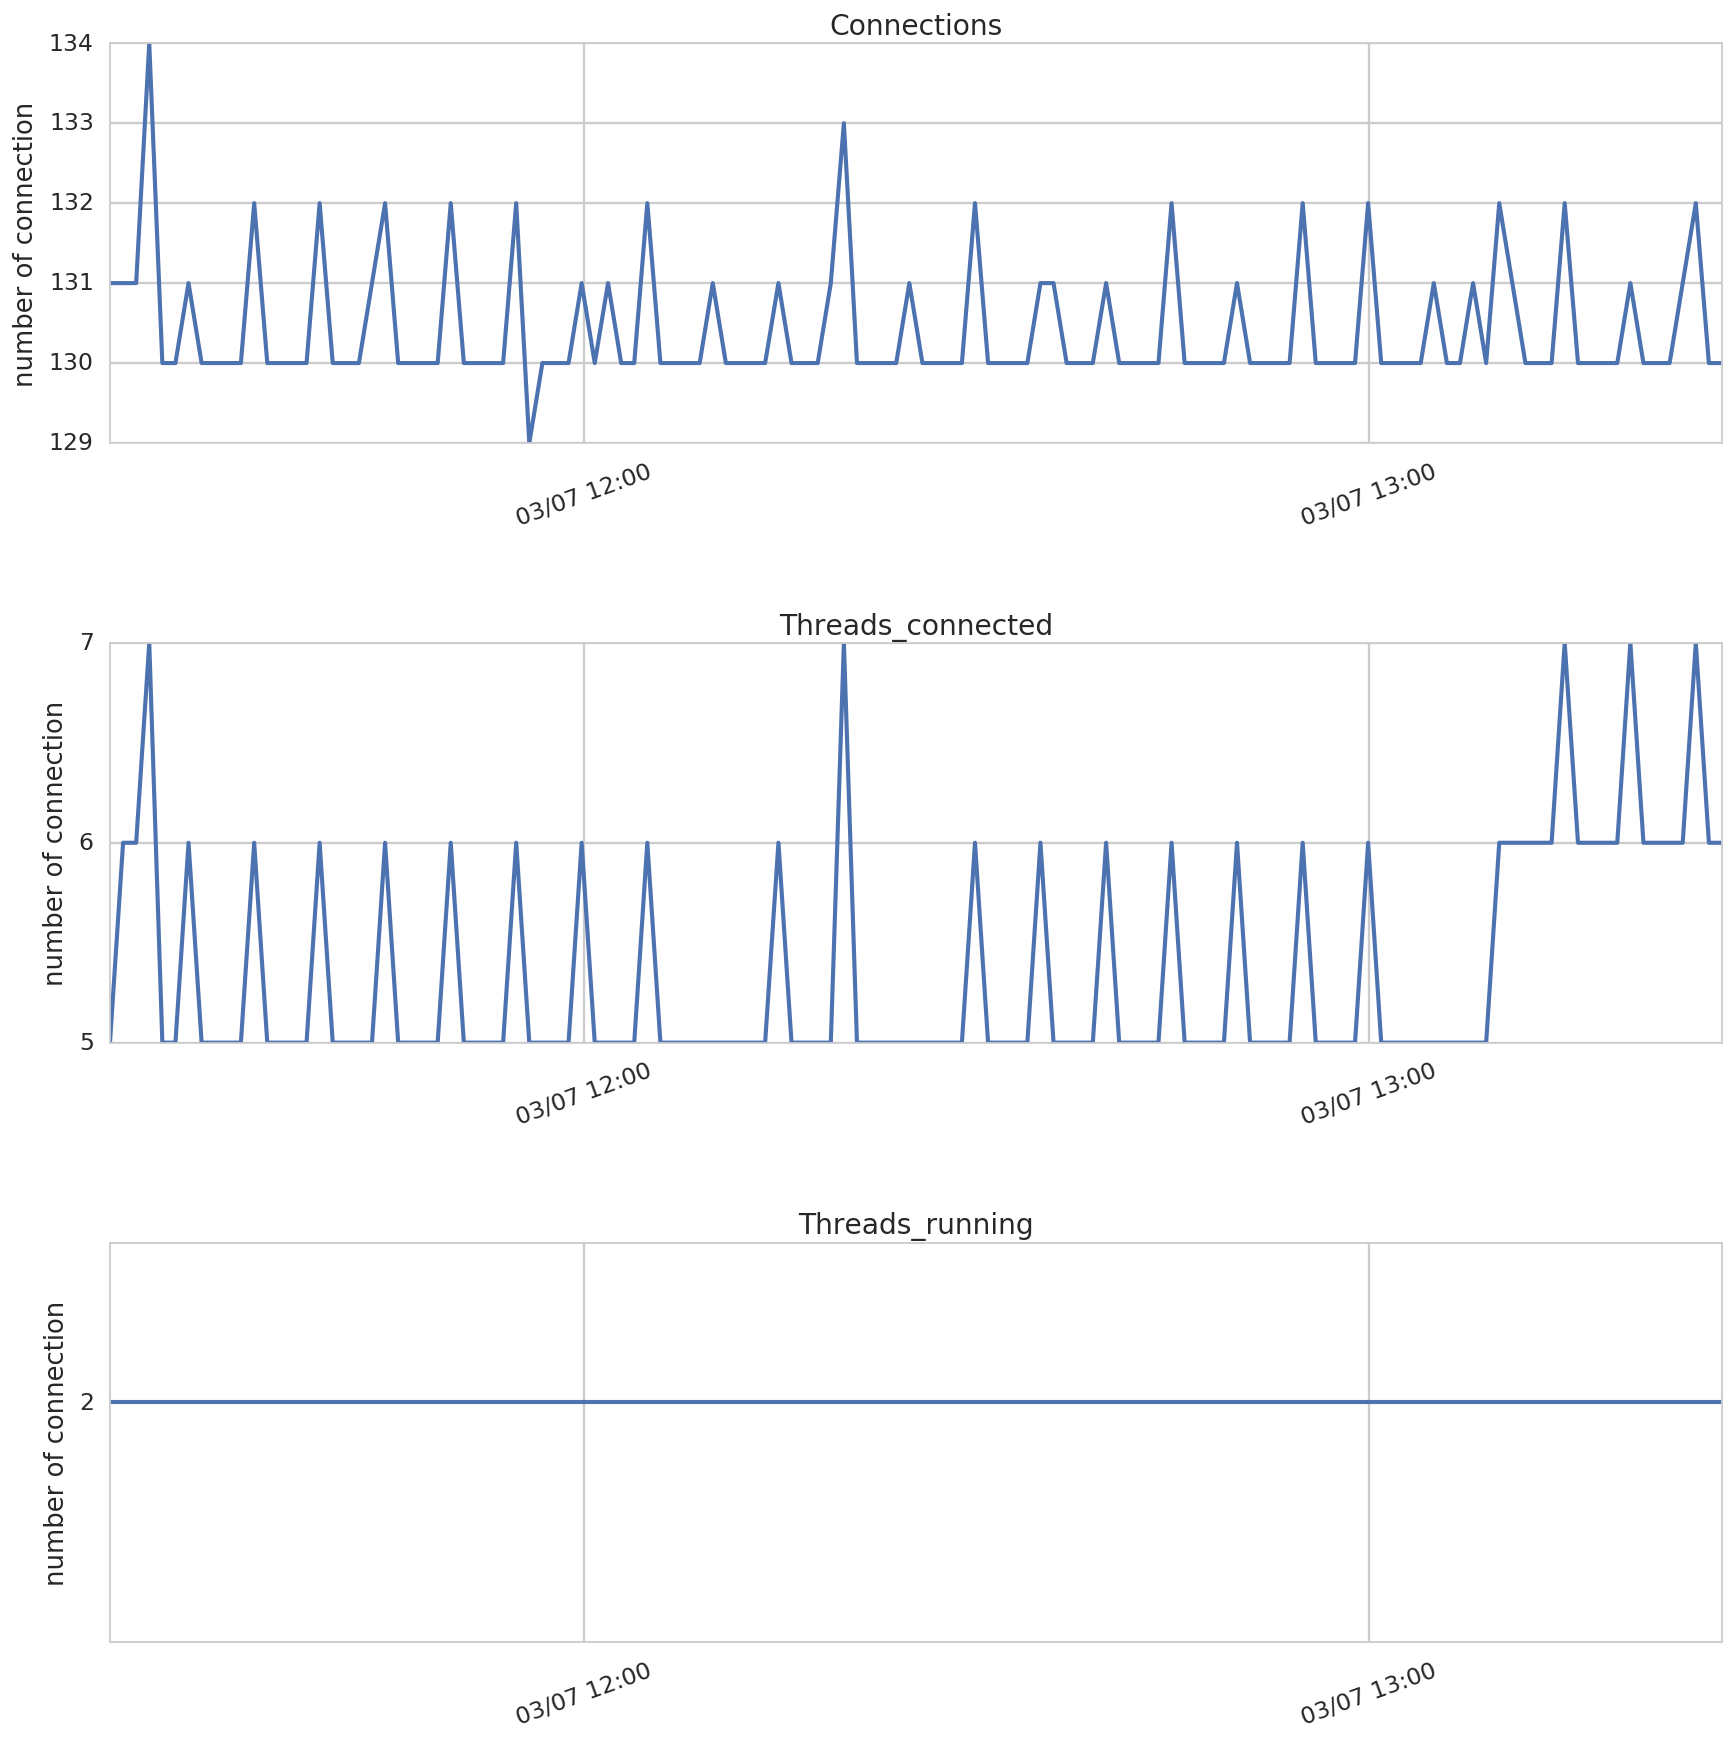 Connections
number of connection
134
133
132
131
130
129
03/07 12:00
03/07 13:00
Threads_connected
number of connection
7
6
5
03/07 12:00
03/07 13:00
Threads_running
number of connection
2
03/07 12:00
03/07 13:00